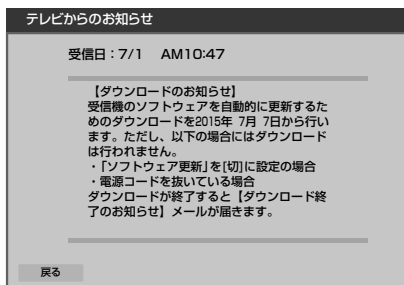 テレビからのお知らせ
受信日：7/1　AM10:47
【ダウンロードのお知らせ】
受信機のソフトウェアを自動的に更新するた
めのダウンロードを2015年 7月 7日から行い
ます。ただし、以下の場合にはダウンロード
は行われません。
・「ソフトウェア更新」を[切]に設定の場合
・電源コードを抜いている場合
ダウンロードが終了すると【ダウンロード終
了のお知らせ】メールが届きます。
戻る